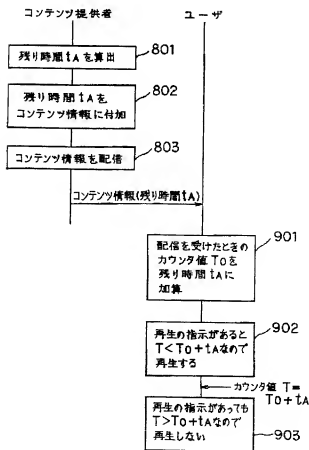 コンテンツ提供者
ユーザ
801
残り時間tAを算出
802
残り時間tAを
コンテンツ情報に付加
803
コンテンツ情報を配信
コンテンツ情報(残り時間tA)
901
配信を受けたときの
カウンタ値T0を
残り時間tAに
加算
902
再生の指示があると
T<T0+tAなので
再生する
カウンタ値 T=
T0+tA
再生の指示があっても
T>T0+tAなので
再生しない
903